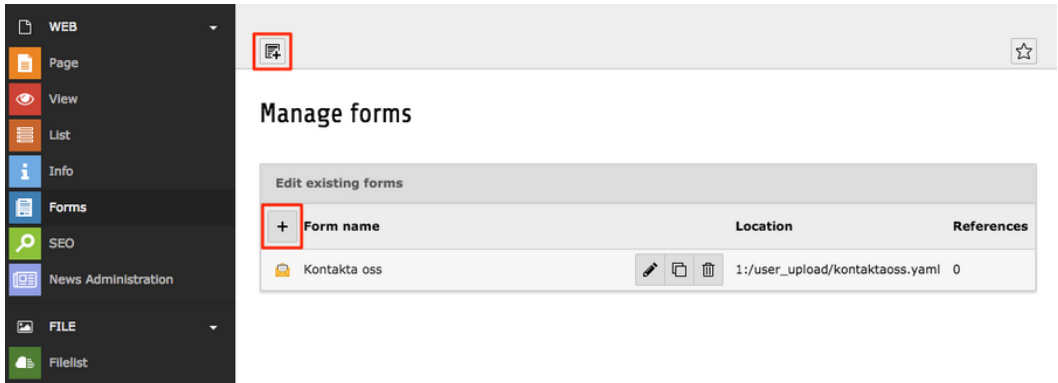 WEB
Page
View
List
Info
Forms
SEO
News Administration
FILE
Filelist
Manage forms
Edit existing forms
+ Form name Location References
Kontakta oss 1:/user_upload/kontaktaoss.yaml 0